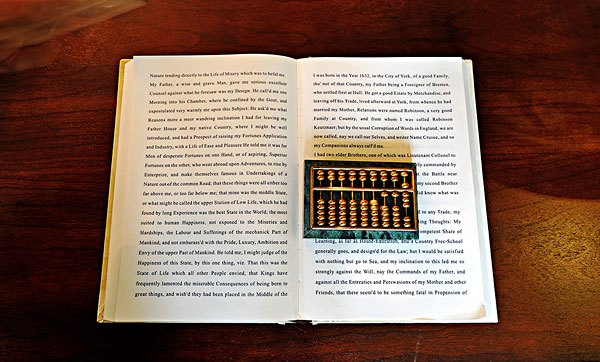 Nature tending directly to the Life of Misery which was to befal me.
My Father, a wise and grave Man, gave me serious excellent
Counsel against what he foresaw was my Design. He call'd me one
Morning into his Chamber, where he was confined by the Gout, and
expostulated very warmly with me upon this Subject: He ask'd me what
Reasons more a meer wandring inclination I had for leaving my
Father House and my native Country, where I might be well
introduced, and had a Prospect of raising my Fortunes Application
and Industry, with a Life of Ease and Pleasure He told me it was for
Men of desperate Fortunes on one Hand, or of aspiring, Superior
Fortunes on the other, who went abroad upon Adventures, to rise by
Enterprize, and make themselves famous in Undertakings of a
Nature out of the common Road; that these things were all either too
far above me, or too far below me; that mine was the middle State,
or what might be called the upper Station of Low Life, which he had
found by long Experience was the best State in the World, the most
suited to human Happiness, not exposed to the Miseries and
Hardships, the Labour and Sufferings of the mechanick Part of
Mankind, and not embarass'd with the Pride, Luxury, Ambition and
Envy of the upper Part of Mankind. He told me, I might judge of the
Happiness of this State, by this one thing, viz. That this was the
State of Life which all other People envied, that Kings have
frequently lamented the miserable Consequences of being born to
great things, and wish'd they had been placed in the Middle of the
I was born in the Year 1632, in the City of York, of a good Family,
tho' not of that Country, my Father being a Foreigner of Bremen,
who settled first at Hull: He got a good Estate by Merchandise, and
leaving off his Trade, lived afterward at York, from whence he had
married my Mother, Relations were named Robinson, a very good
Family at Country, and from whom I was called Robinson
Keutznaer; but by the usual Corruption of Words in England, we are
now called, nay we call our Selves, and writer Name Crusoe, and so
my Companions always call'd me.
I had two elder Brothers, one of which was Lieutenant Collonel to
ly commanded by
the Battle near
my second Brother
did know what
d to any Trade, my
ing Thoughts: My
ompetent Share of
Learning, as far as House-Education, and a Country Free-School
generally goes, and design'd for the Law; but I would be satisfied
with nothing but go to Sea, and my inclination to this led me so
strongly against the Will, nay the Commands of my Father, and
against all the Entreaties and Perswasions of my Mother and other
Friends, that there seem'd to be something fatal in Propension of